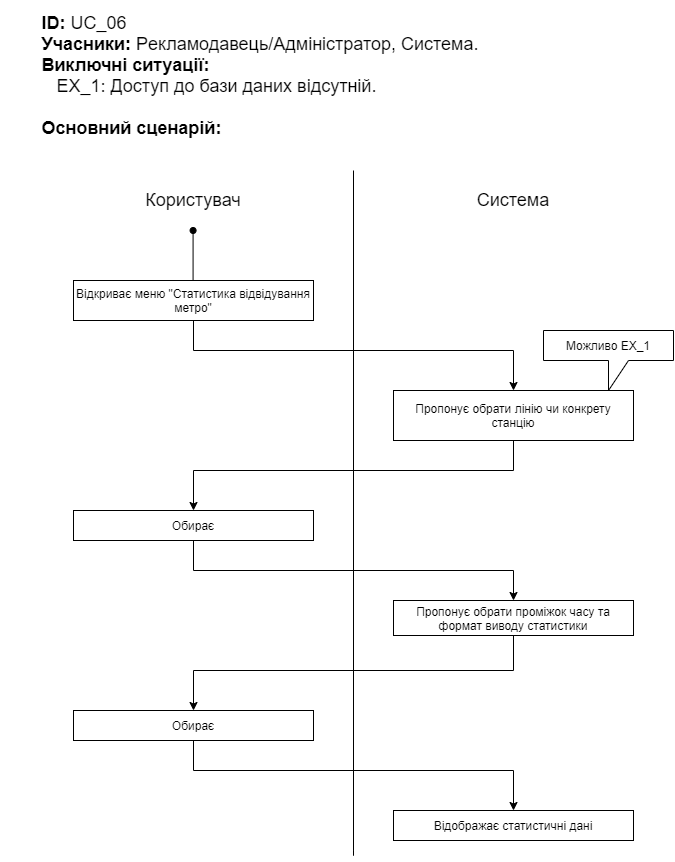 ID: UC_06
Учасники: Рекламодавець/Адміністратор, Система.
Виключні ситуації:
EX_1: Доступ до бази даних відсутній.
Основний сценарій:
Користувач
Система
Відкриває меню "Статистика відвідування
метро"
Можливо EX_1
Пропонує обрати лінію чи конкрету
станцію
Обирає
Пропонує обрати проміжок часу та
формат виводу статистики
Обирає
Відображає статистичні дані